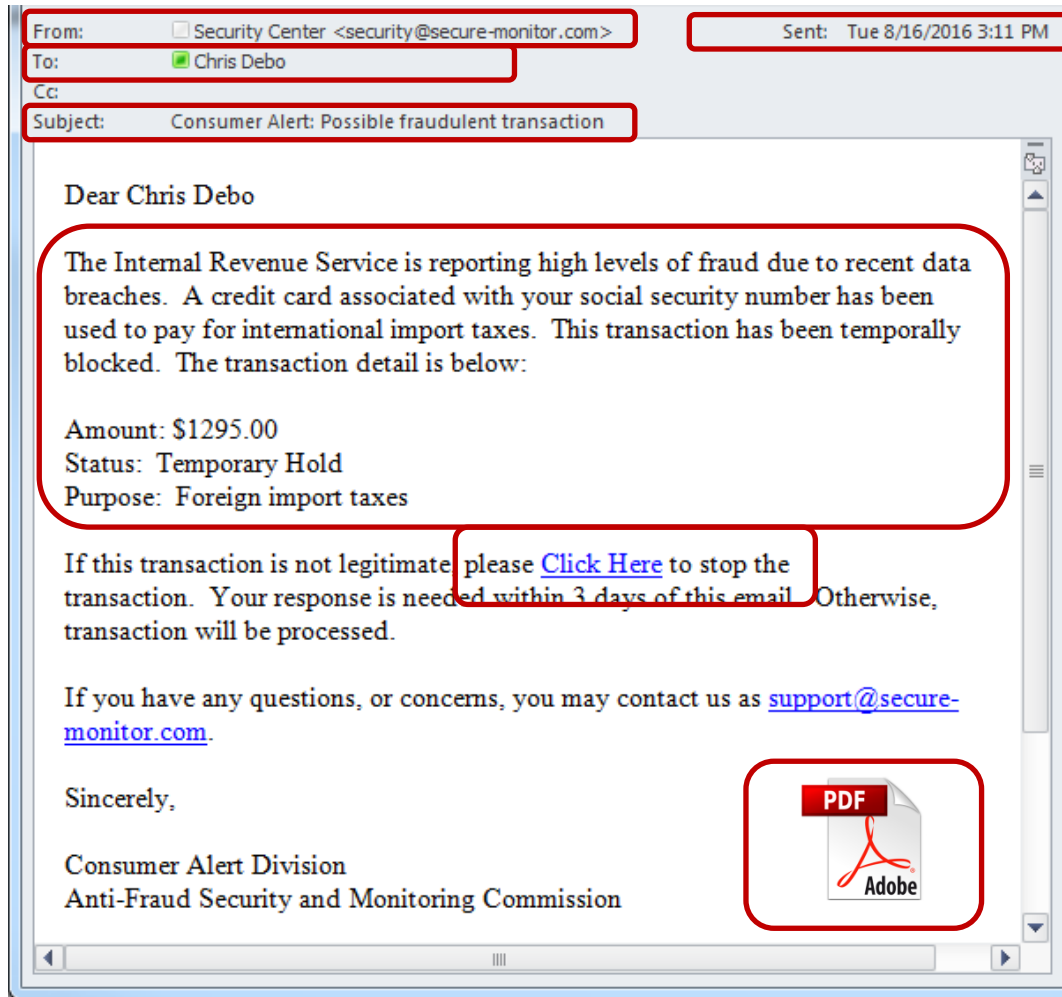 From: Security Center <security@secure-monitor.com> Sent: Tue 8/16/2016 3:11 PM
To: Chris Debo
Cc:
Subject: Consumer Alert: Possible fraudulent transaction
Dear Chris Debo
The Internal Revenue Service is reporting high levels of fraud due to recent data
breaches.  A credit card associated with your social security number has been
used to pay for international import taxes.  This transaction has been temporally
blocked.  The transaction detail is below:
Amount: $1295.00
Status:  Temporary Hold
Purpose:  Foreign import taxes
If this transaction is not legitimate, please Click Here to stop the
transaction.  Your response is needed within 3 days of this email.  Otherwise,
transaction will be processed.
If you have any questions, or concerns, you may contact us as support@secure-
monitor.com.
Sincerely,
PDF
Adobe
Consumer Alert Division
Anti-Fraud Security and Monitoring Commission